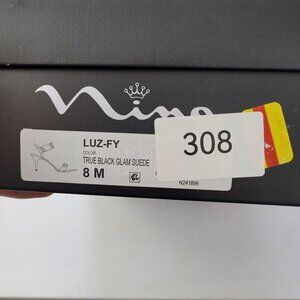 Nina
LUZ-FY
COLOR
TRUE BLACK GLAM SUEDE
8 M
308
N241896